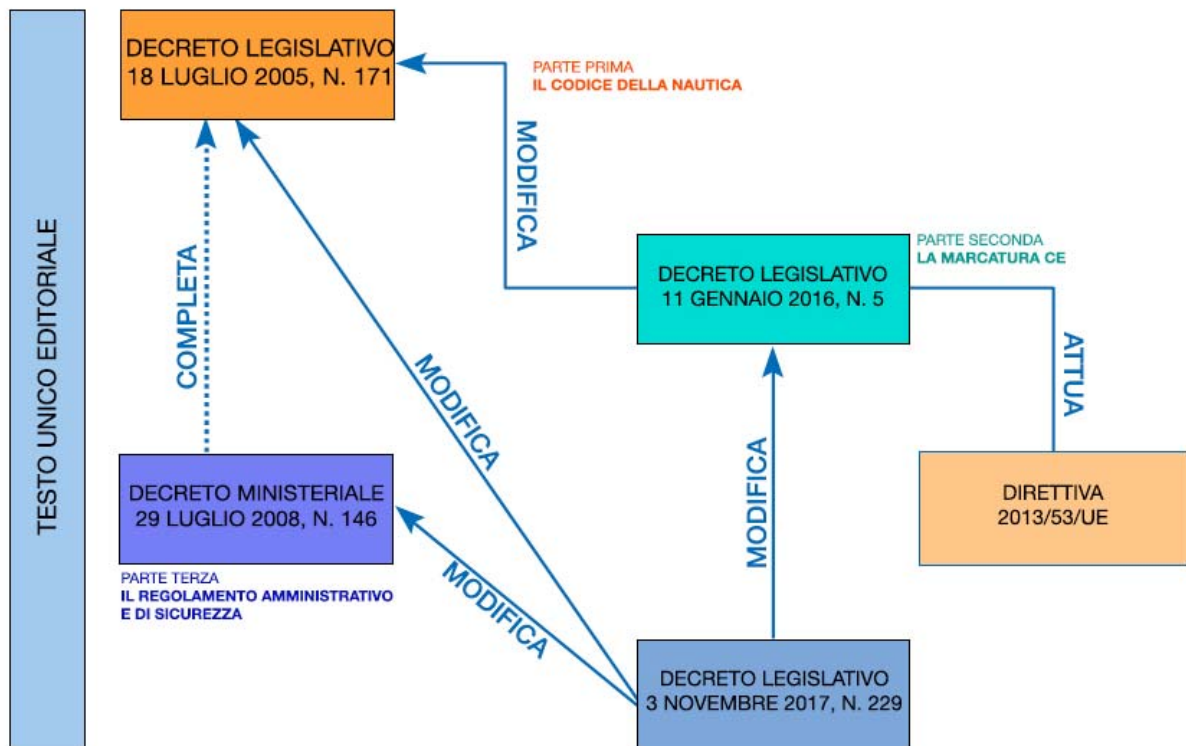 TESTO UNICO EDITORIALE
DECRETO LEGISLATIVO
18 LUGLIO 2005, N. 171
PARTE PRIMA
IL CODICE DELLA NAUTICA
MODIFICA
COMPLETA
MODIFICA
PARTE SECONDA
LA MARCATURA CE
DECRETO LEGISLATIVO
11 GENNAIO 2016, N. 5
ATTUA
MODIFICA
DECRETO MINISTERIALE
29 LUGLIO 2008, N. 146
DIRETTIVA
2013/53/UE
PARTE TERZA
IL REGOLAMENTO AMMINISTRATIVO
E DI SICUREZZA
MODIFICA
DECRETO LEGISLATIVO
3 NOVEMBRE 2017, N. 229